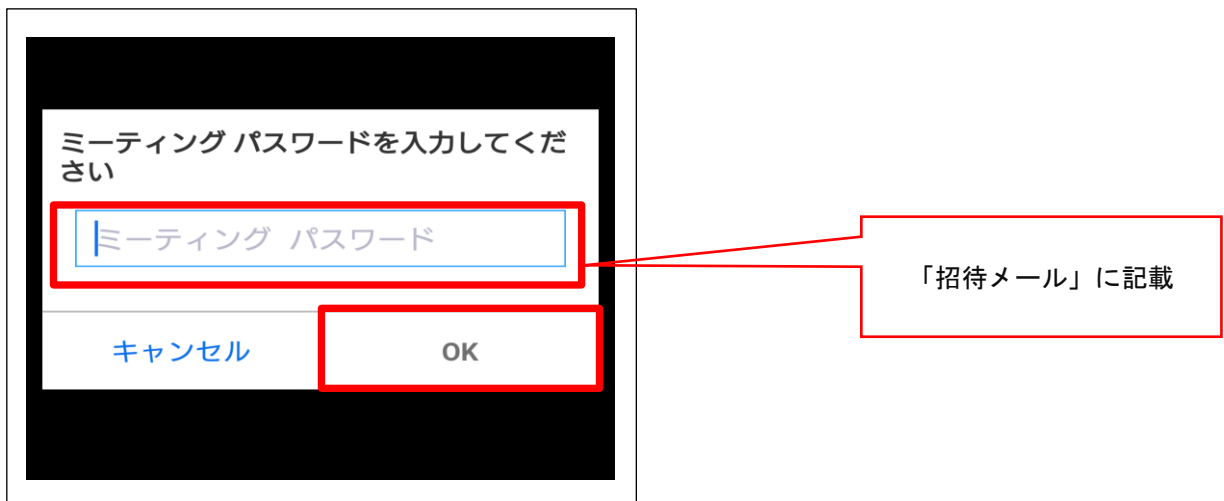 ミーティング パスワードを入力してくだ
さい
ミーティング パスワード
「招待メール」に記載
キャンセル
OK